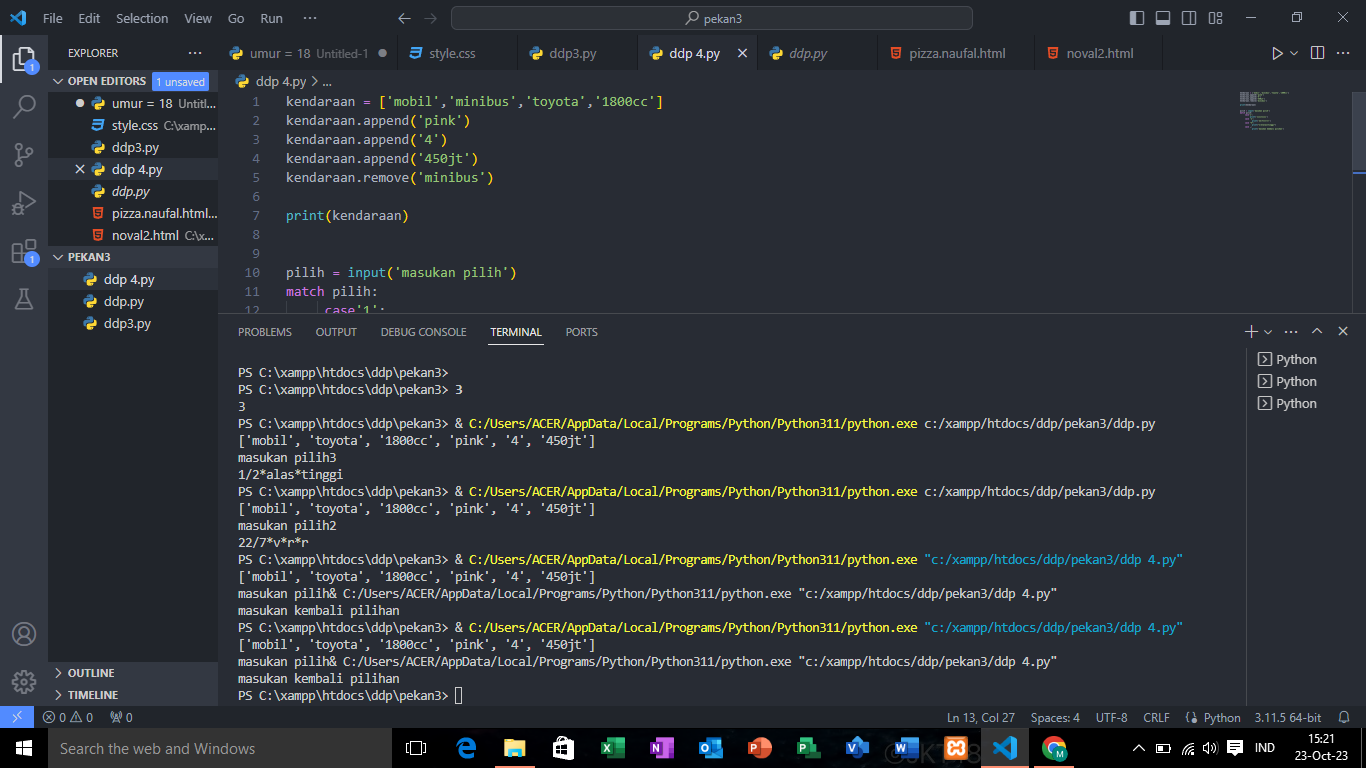 File Edit Selection View Go Run ··· pekan3
EXPLORER ···
umur = 18 Untitled-1 style.css ddp3.py ddp 4.py ddp.py pizza.naufal.html noval2.html
OPEN EDITORS 1 unsaved
umur = 18 Untitl...
style.css C:\xamp...
ddp3.py
ddp 4.py
ddp.py
pizza.naufal.html...
noval2.html C:\x...
PEKAN3
ddp 4.py
ddp.py
ddp3.py
OUTLINE
TIMELINE
1
1
ddp 4.py > ...
1 kendaraan = ['mobil','minibus','toyota','1800cc']
2 kendaraan.append('pink')
3 kendaraan.append('4')
4 kendaraan.append('450jt')
5 kendaraan.remove('minibus')
6
7 print(kendaraan)
8
9
10 pilih = input('masukan pilih')
11 match pilih:
12 case'1':
PROBLEMS OUTPUT DEBUG CONSOLE TERMINAL PORTS
PS C:\xampp\htdocs\ddp\pekan3>
PS C:\xampp\htdocs\ddp\pekan3> 3
3
PS C:\xampp\htdocs\ddp\pekan3> & C:/Users/ACER/AppData/Local/Programs/Python/Python311/python.exe c:/xampp/htdocs/ddp/pekan3/ddp.py
['mobil', 'toyota', '1800cc', 'pink', '4', '450jt']
masukan pilih3
1/2*alas*tinggi
PS C:\xampp\htdocs\ddp\pekan3> & C:/Users/ACER/AppData/Local/Programs/Python/Python311/python.exe c:/xampp/htdocs/ddp/pekan3/ddp.py
['mobil', 'toyota', '1800cc', 'pink', '4', '450jt']
masukan pilih2
22/7*v*r*r
PS C:\xampp\htdocs\ddp\pekan3> & C:/Users/ACER/AppData/Local/Programs/Python/Python311/python.exe "c:/xampp/htdocs/ddp/pekan3/ddp 4.py"
['mobil', 'toyota', '1800cc', 'pink', '4', '450jt']
masukan pilih& C:/Users/ACER/AppData/Local/Programs/Python/Python311/python.exe "c:/xampp/htdocs/ddp/pekan3/ddp 4.py"
masukan kembali pilihan
PS C:\xampp\htdocs\ddp\pekan3> & C:/Users/ACER/AppData/Local/Programs/Python/Python311/python.exe "c:/xampp/htdocs/ddp/pekan3/ddp 4.py"
['mobil', 'toyota', '1800cc', 'pink', '4', '450jt']
masukan pilih& C:/Users/ACER/AppData/Local/Programs/Python/Python311/python.exe "c:/xampp/htdocs/ddp/pekan3/ddp 4.py"
masukan kembali pilihan
PS C:\xampp\htdocs\ddp\pekan3>
Python
Python
Python
0 0 0 Ln 13, Col 27 Spaces: 4 UTF-8 CRLF Python 3.11.5 64-bit
Search the web and Windows
IND
15:21
23-Oct-23